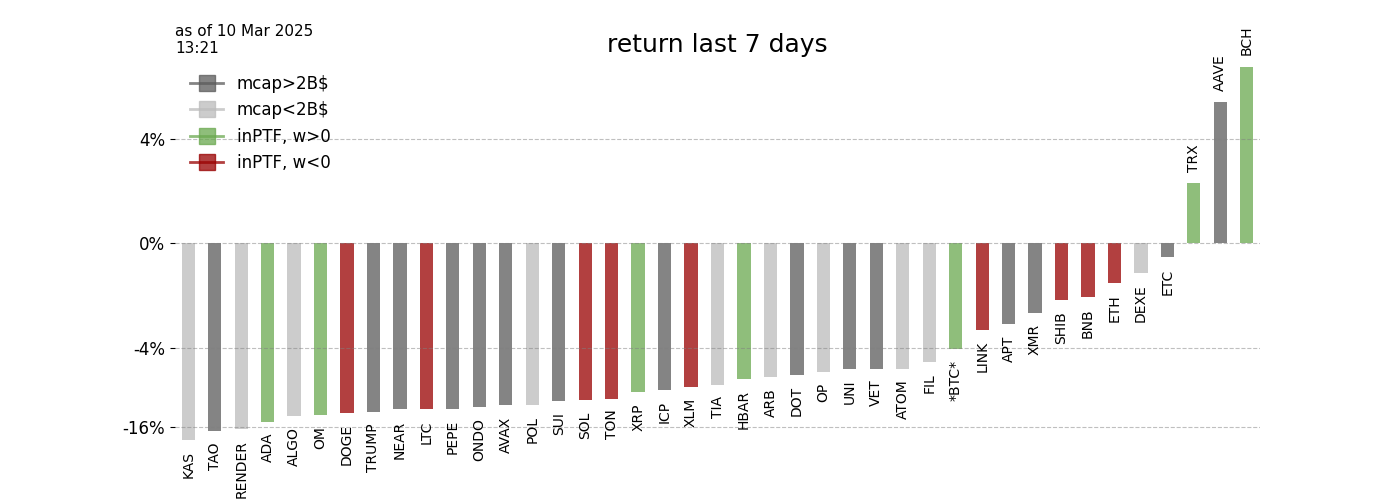 as of 10 Mar 2025
13:21
return last 7 days
mcap>2B$
mcap<2B$
inPTF, w>0
inPTF, w<0
4%
0%
-4%
-16%
KAS
TAO
RENDER
ADA
ALGO
OM
DOGE
TRUMP
NEAR
LTC
PEPE
ONDO
AVAX
POL
SUI
SOL
TON
XRP
ICP
XLM
TIA
HBAR
ARB
DOT
OP
UNI
VET
ATOM
FIL
*BTC*
LINK
APT
XMR
SHIB
BNB
ETH
DEXE
ETC
TRX
AAVE
BCH